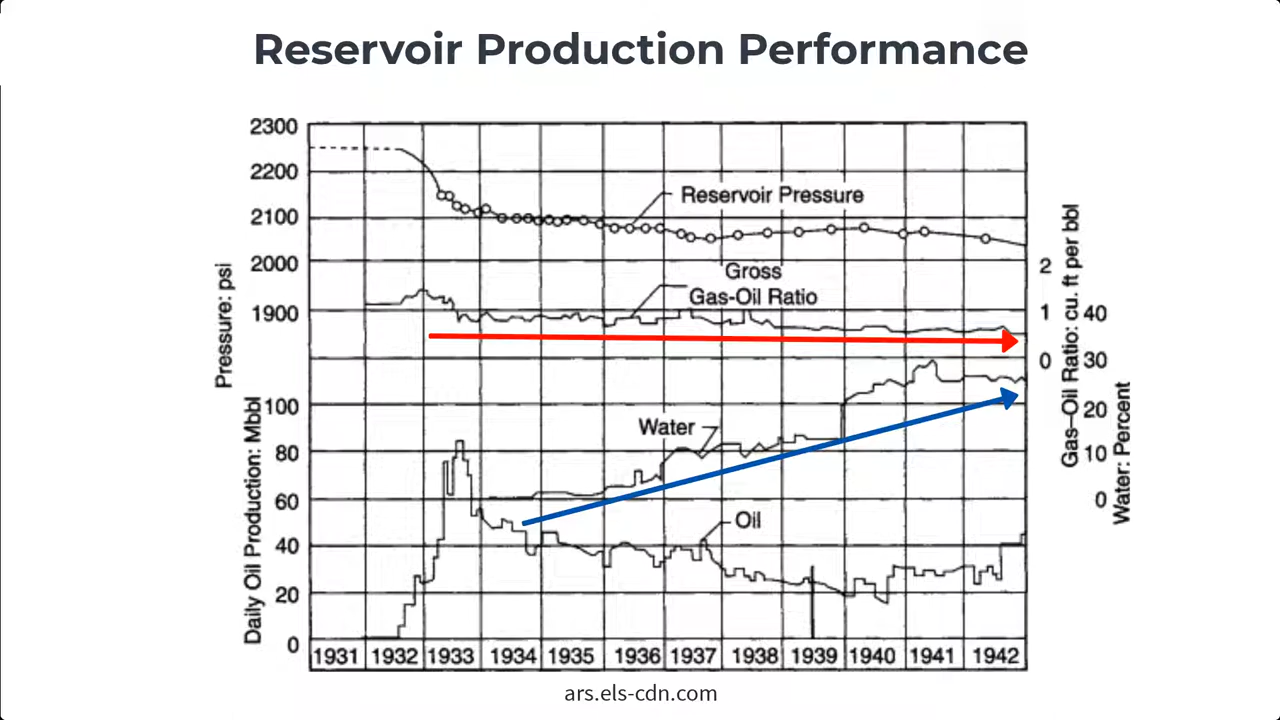 Reservoir Production Performance
2300
2200
2100
2000
1900
100
80
60
40
20
0
Pressure: psi
Daily Oil Production: Mbbl
Reservoir Pressure
Gross
Gas-Oil Ratio
Water
Oil
2
1
0
Gas–Oil Ratio: cu. ft per bbl
40
30
20
10
0
Water: Percent
1931 1932 1933 1934 1935 1936 1937 1938 1939 1940 1941 1942
ars.els-cdn.com